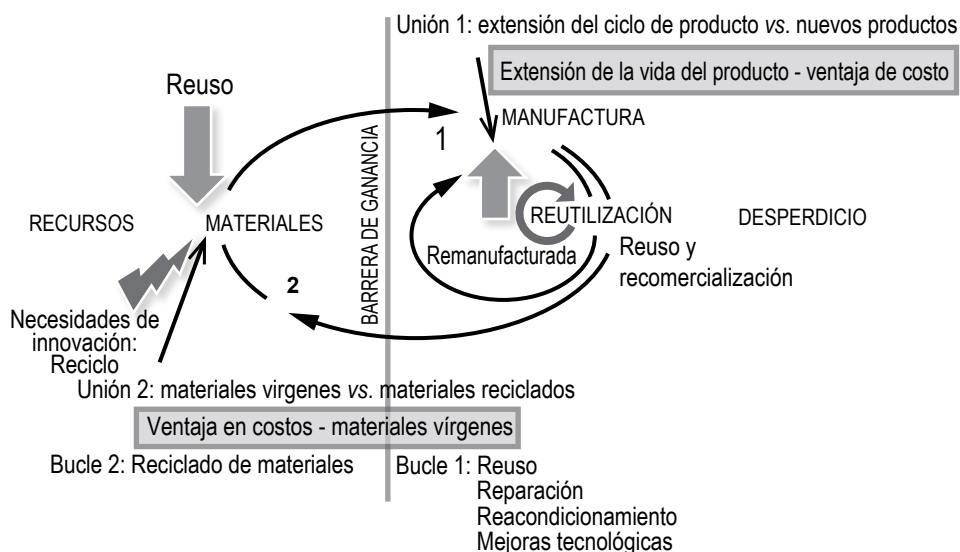 Unión 1: extensión del ciclo de producto vs. nuevos productos
Extensión de la vida del producto - ventaja de costo
Reuso
1
MANUFACTURA
BARRERA DE GANANCIA
RECURSOS
MATERIALES
REUTILIZACIÓN
DESPERDICIO
Remanufacturada
Reuso y
recomercialización
2
Necesidades de
innovación:
Reciclo
Unión 2: materiales virgenes vs. materiales reciclados
Ventaja en costos - materiales vírgenes
Bucle 2: Reciclado de materiales
Bucle 1: Reuso
Reparación
Reacondicionamiento
Mejoras tecnológicas